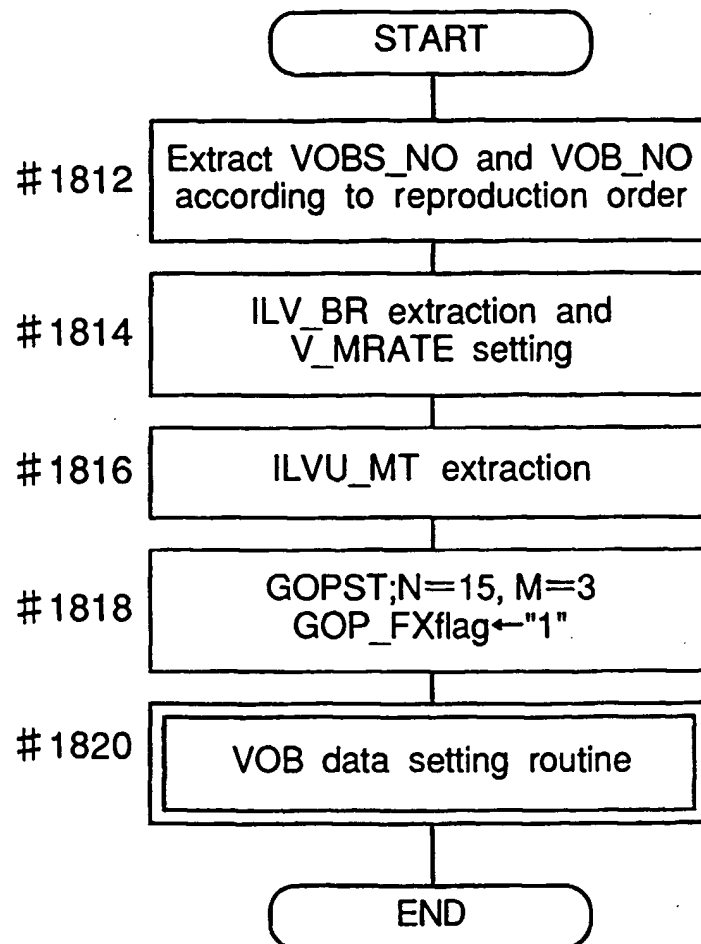 START
#1812
Extract VOBS_NO and VOB_NO
according to reproduction order
#1814
ILV_BR extraction and
V_MRATE setting
#1816
ILVU_MT extraction
#1818
GOPST;N=15, M=3
GOP_FXflag←"1"
#1820
VOB data setting routine
END